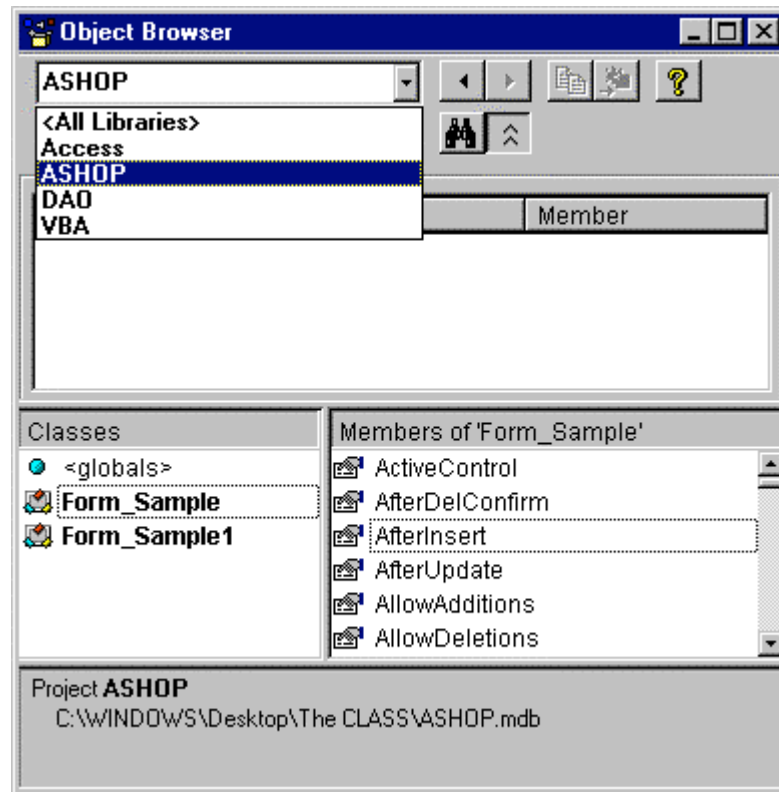 Object Browser
ASHOP
<All Libraries>
Access
ASHOP
DAO
VBA
Member
Classes
Members of 'Form_Sample'
<globals>
ActiveControl
Form_Sample
AfterDelConfirm
Form_Sample1
AfterInsert
AfterUpdate
AllowAdditions
AllowDeletions
Project ASHOP
C:\WINDOWS\Desktop\The CLASS\ASHOP.mdb